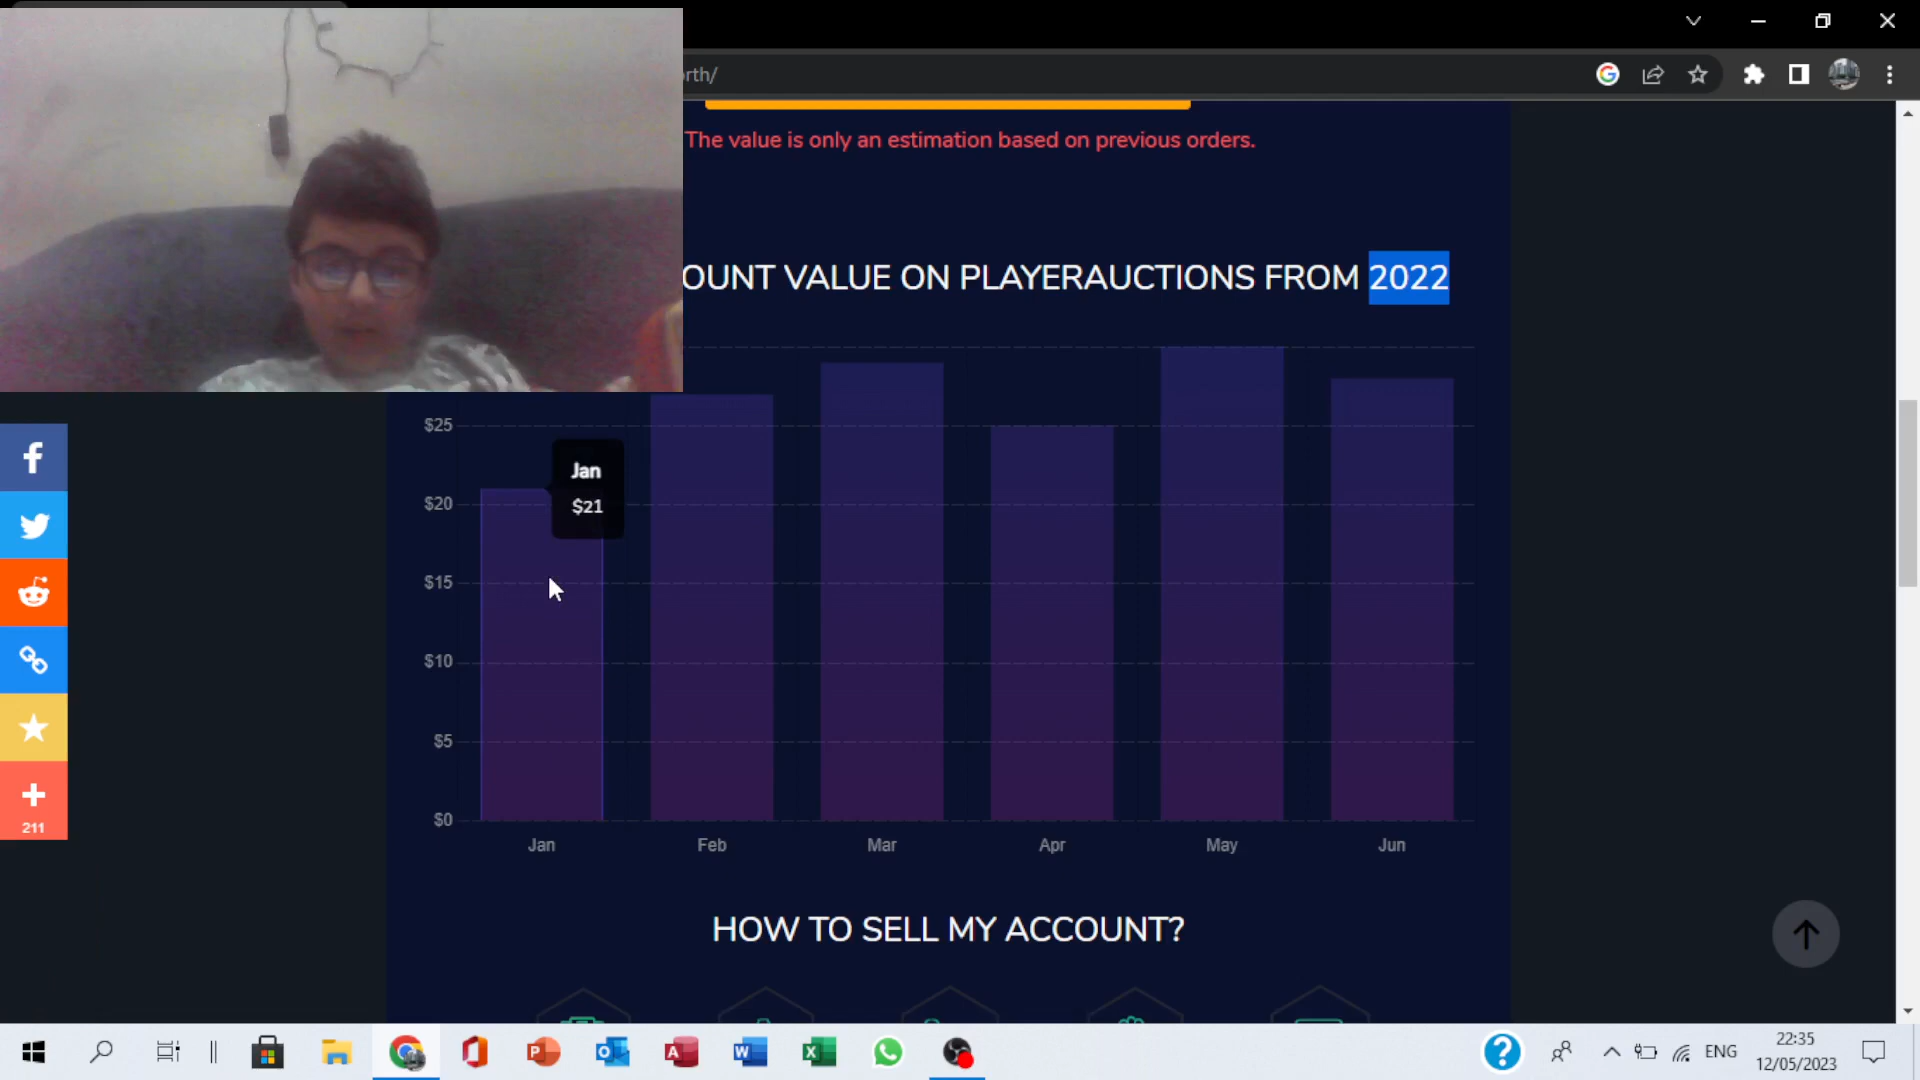 rth/
The value is only an estimation based on previous orders.
OUNT VALUE ON PLAYERAUCTIONS FROM 2022
$25
Jan
$21
$20
$15
$10
$5
$0
Jan Feb Mar Apr May Jun
211
HOW TO SELL MY ACCOUNT?
ENG
22:35
12/05/2023